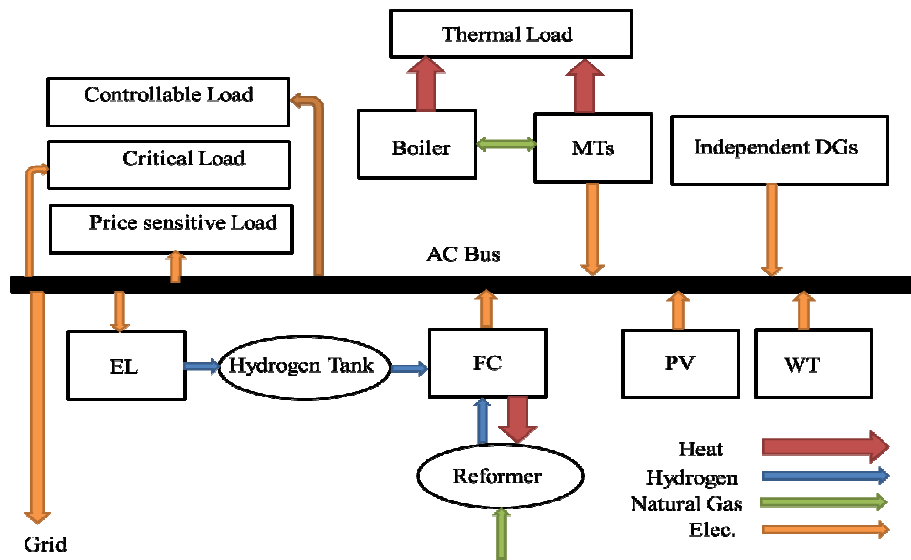 Thermal Load
Controllable Load
Boiler
MTs
Independent DGs
Critical Load
Price sensitive Load
AC Bus
EL
Hydrogen Tank
FC
PV
WT
Reformer
Heat
Hydrogen
Natural Gas
Elec.
Grid